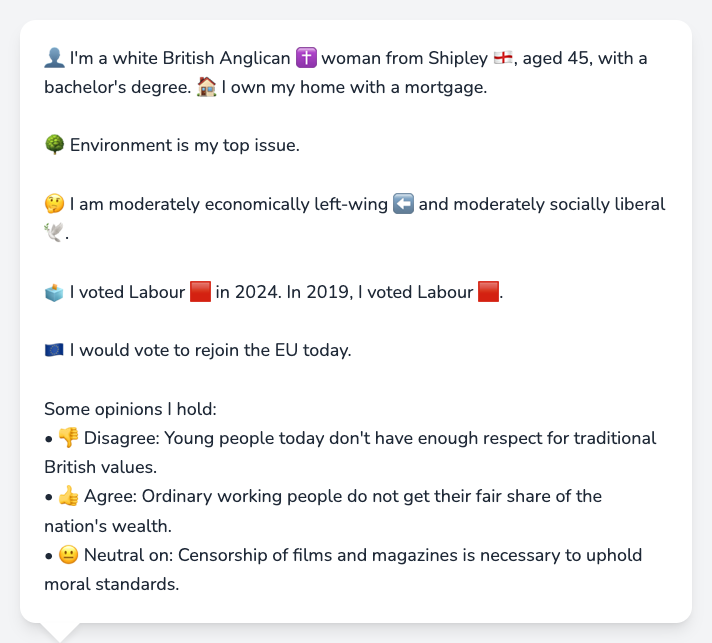 👤 I'm a white British Anglican ✝️ woman from Shipley 🏴󠁧󠁢󠁥󠁮󠁧󠁿, aged 45, with a
bachelor's degree. 🏠 I own my home with a mortgage.
🌳 Environment is my top issue.
🤔 I am moderately economically left-wing ⬅️ and moderately socially liberal
🕊️.
🗳️ I voted Labour 🟥 in 2024. In 2019, I voted Labour 🟥.
🇪🇺 I would vote to rejoin the EU today.
Some opinions I hold:
• 👎 Disagree: Young people today don't have enough respect for traditional
British values.
• 👍 Agree: Ordinary working people do not get their fair share of the
nation's wealth.
• 😐 Neutral on: Censorship of films and magazines is necessary to uphold
moral standards.